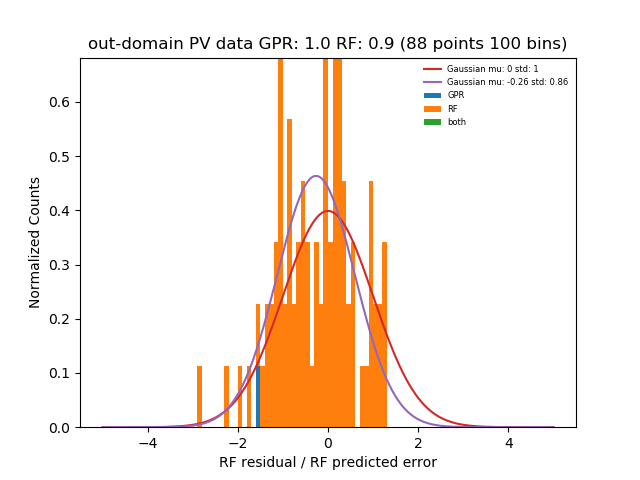 out-domain PV data GPR: 1.0 RF: 0.9 (88 points 100 bins)
Gaussian mu: 0 std: 1
Gaussian mu: -0.26 std: 0.86
GPR
RF
both
Normalized Counts
0.6
0.5
0.4
0.3
0.2
0.1
0.0
−4 −2 0 2 4
RF residual / RF predicted error